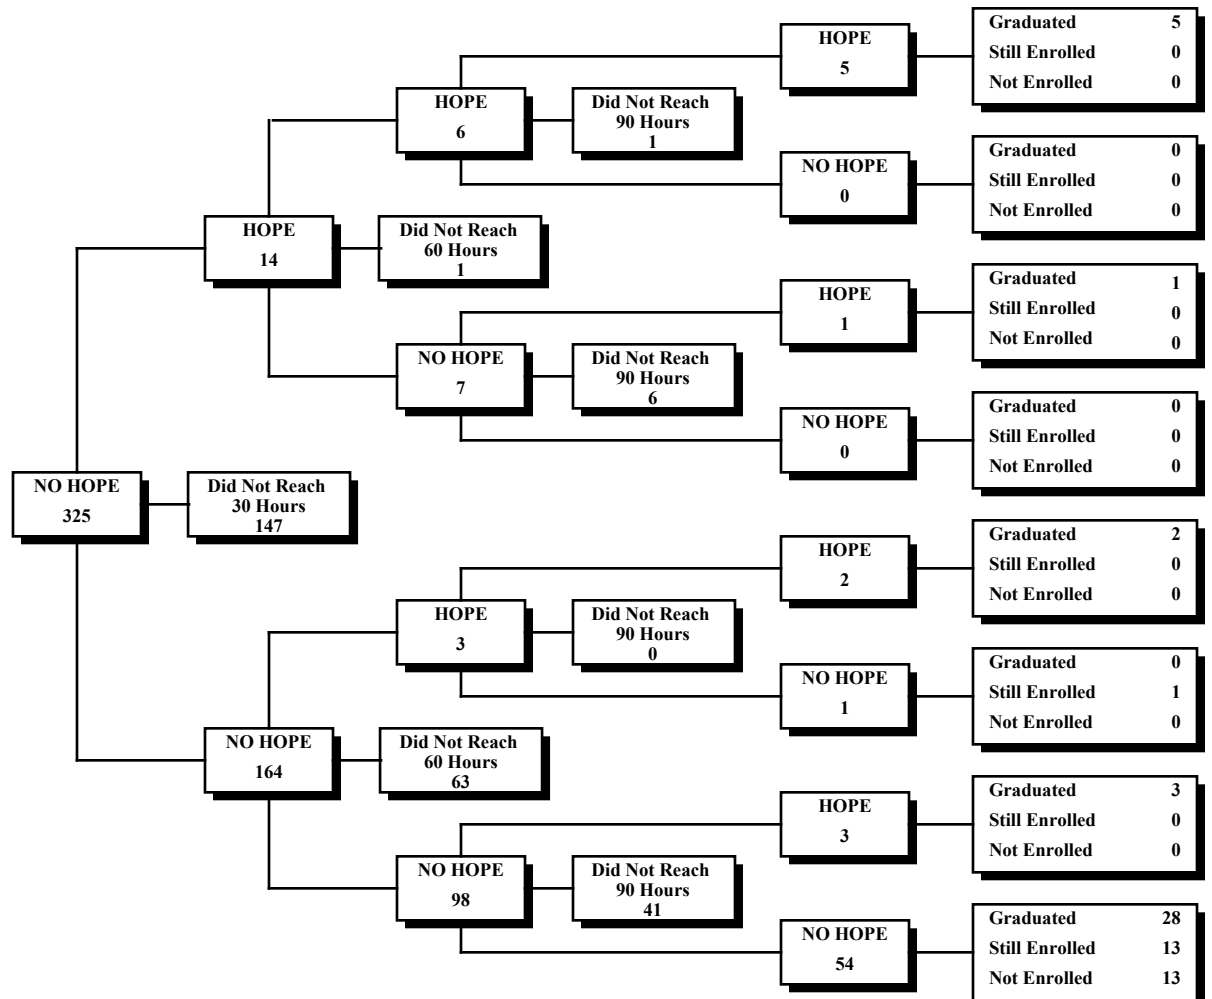 HOPE
5
Graduated 5
Still Enrolled 0
Not Enrolled 0
HOPE
6
Did Not Reach
90 Hours
1
NO HOPE
0
Graduated 0
Still Enrolled 0
Not Enrolled 0
HOPE
14
Did Not Reach
60 Hours
1
HOPE
1
Graduated 1
Still Enrolled 0
Not Enrolled 0
NO HOPE
7
Did Not Reach
90 Hours
6
NO HOPE
0
Graduated 0
Still Enrolled 0
Not Enrolled 0
NO HOPE
325
Did Not Reach
30 Hours
147
HOPE
2
Graduated 2
Still Enrolled 0
Not Enrolled 0
HOPE
3
Did Not Reach
90 Hours
0
NO HOPE
1
Graduated 0
Still Enrolled 1
Not Enrolled 0
NO HOPE
164
Did Not Reach
60 Hours
63
HOPE
3
Graduated 3
Still Enrolled 0
Not Enrolled 0
NO HOPE
98
Did Not Reach
90 Hours
41
NO HOPE
54
Graduated 28
Still Enrolled 13
Not Enrolled 13